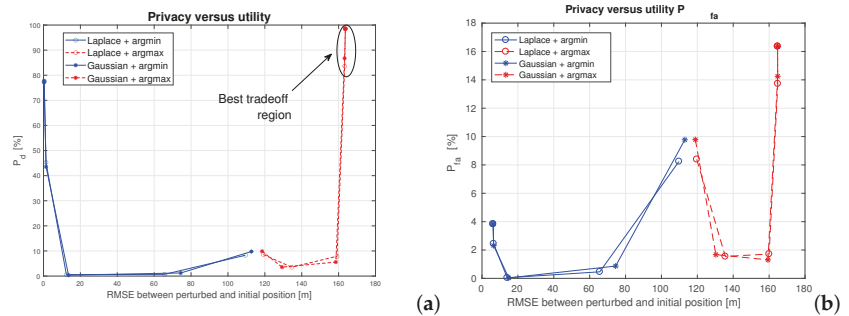 Privacy versus utility
100
90
80
70
60
50
40
30
20
10
0
P_d [%]
Laplace + argmin
Laplace + argmax
Gaussian + argmin
Gaussian + argmax
Best tradeoff
region
0 20 40 60 80 100 120 140 160 180
RMSE between perturbed and initial position [m]
(a)
Privacy versus utility P_fa
18
16
14
12
10
8
6
4
2
0
P_fa [%]
Laplace + argmin
Laplace + argmax
Gaussian + argmin
Gaussian + argmax
0 20 40 60 80 100 120 140 160 180
RMSE between perturbed and initial position [m]
(b)